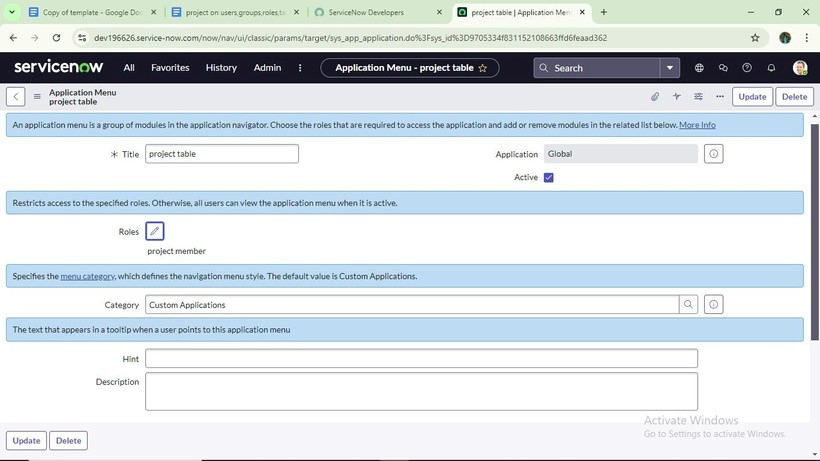 Copy of template - Google Doc
project on users,groups,roles,ta
ServiceNow Developers
project table | Application Men
dev196626.service-now.com/now/nav/ui/classic/params/target/sys_app_application.do%3Fsys_id%3D9705334f831152108663ffd6feaad362
servicenow All Favorites History Admin Application Menu - project table Search
Application Menu
project table
Update Delete
An application menu is a group of modules in the application navigator. Choose the roles that are required to access the application and add or remove modules in the related list below. More Info
Title project table Application Global
Active
Restricts access to the specified roles. Otherwise, all users can view the application menu when it is active.
Roles
project member
Specifies the menu category, which defines the navigation menu style. The default value is Custom Applications.
Category Custom Applications
The text that appears in a tooltip when a user points to this application menu
Hint
Description
Activate Windows
Go to Settings to activate Windows.
Update Delete